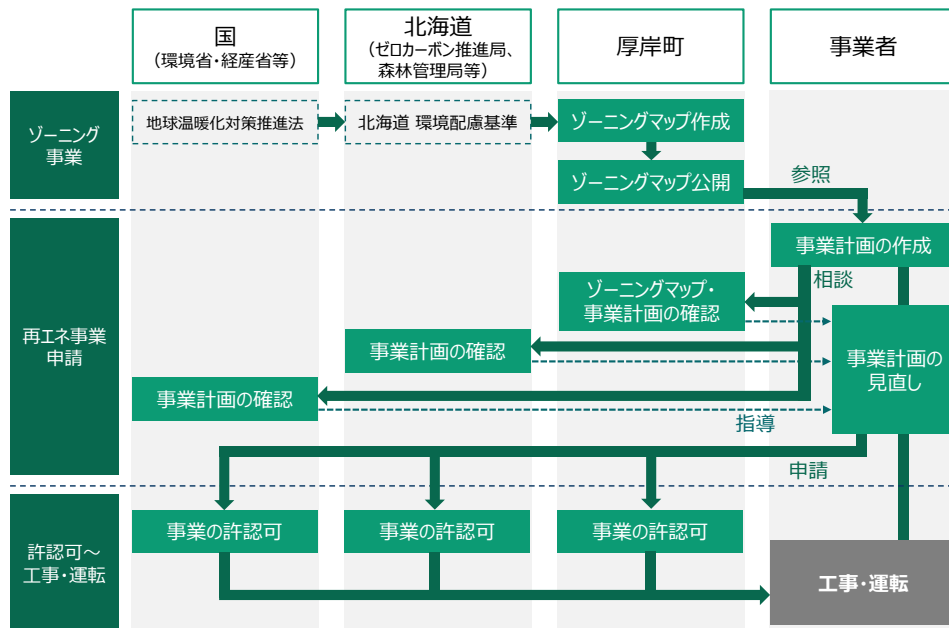 国
（環境省・経産省等）
北海道
（ゼロカーボン推進局、
森林管理局等）
厚岸町
事業者
ゾーニング
事業
地球温暖化対策推進法
北海道 環境配慮基準
ゾーニングマップ作成
ゾーニングマップ公開
参照
再エネ事業
申請
事業計画の作成
相談
ゾーニングマップ・
事業計画の確認
事業計画の確認
事業計画の確認
事業計画の
見直し
指導
申請
許認可～
工事・運転
事業の許認可
事業の許認可
事業の許認可
工事・運転